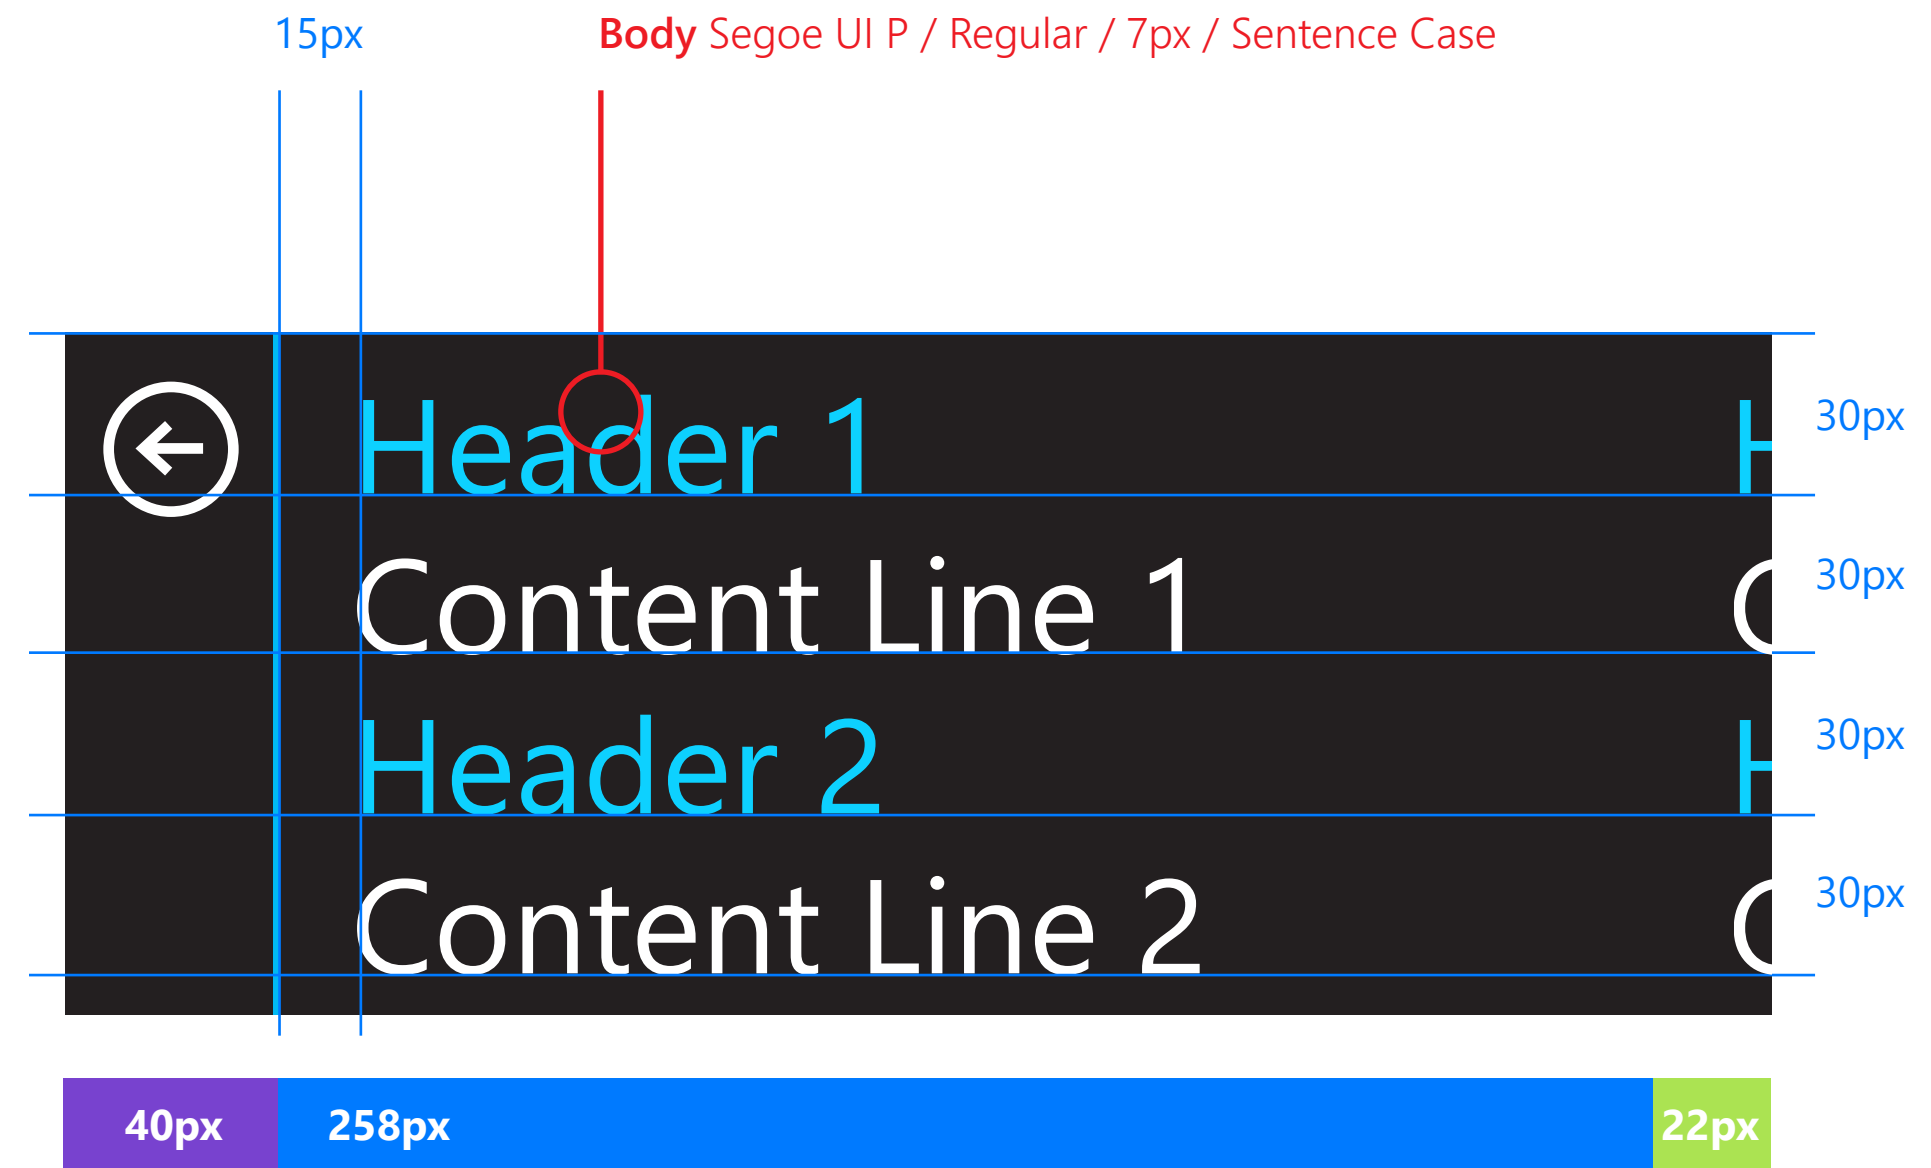 15px
Body Segoe UI P / Regular / 7px / Sentence Case
Header 1 H
30px
Content Line 1 C
30px
Header 2 H
30px
Content Line 2 C
30px
40px 258px 22px